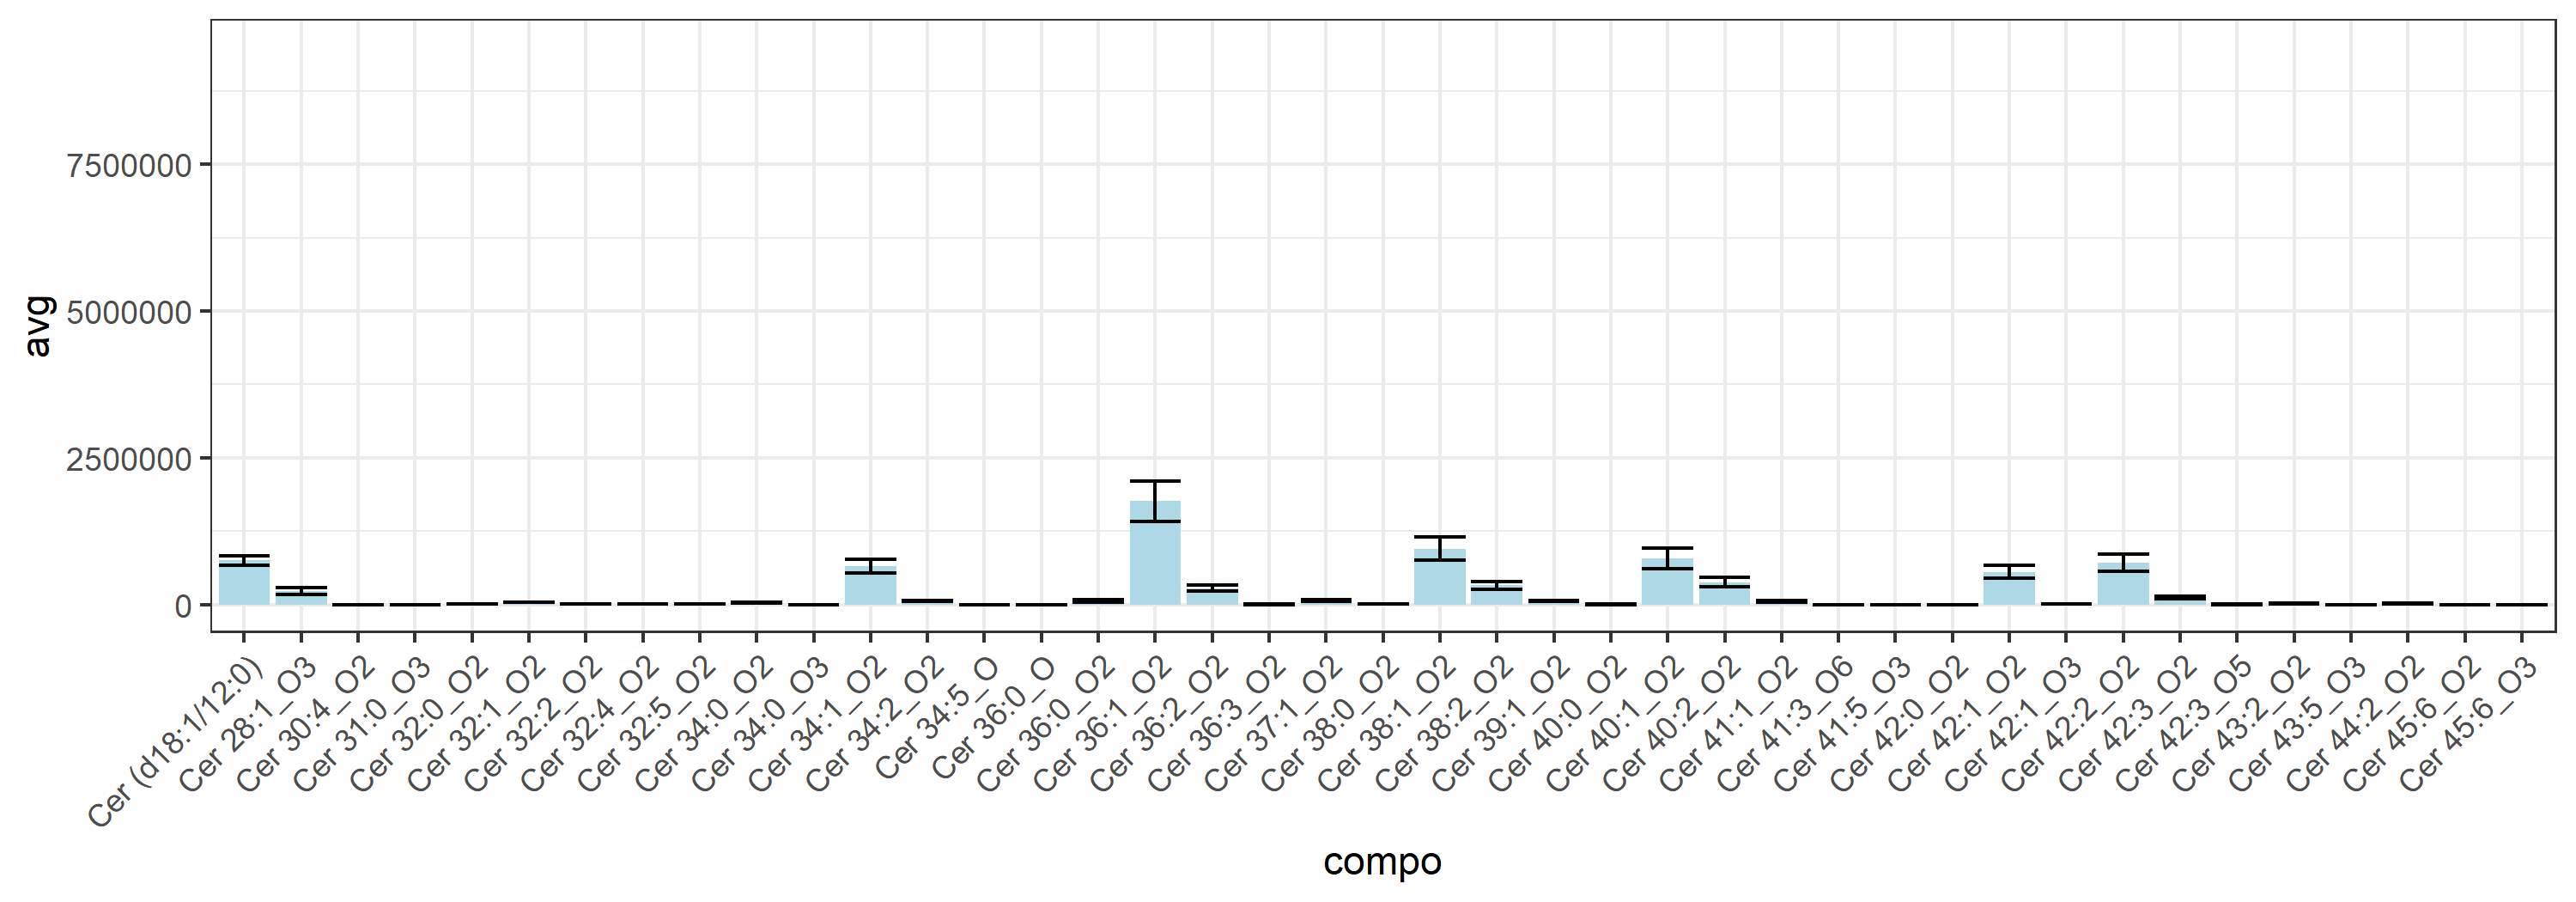 avg
7500000
5000000
2500000
0
Cer (d18:1/12:0)
Cer 28:1_O3
Cer 30:4_O2
Cer 31:0_O3
Cer 32:0_O2
Cer 32:1_O2
Cer 32:2_O2
Cer 32:4_O2
Cer 32:5_O2
Cer 34:0_O2
Cer 34:0_O3
Cer 34:1_O2
Cer 34:2_O2
Cer 34:5_O
Cer 36:0_O
Cer 36:0_O2
Cer 36:1_O2
Cer 36:2_O2
Cer 36:3_O2
Cer 37:1_O2
Cer 38:0_O2
Cer 38:1_O2
Cer 38:2_O2
Cer 39:1_O2
Cer 40:0_O2
Cer 40:1_O2
Cer 40:2_O2
Cer 41:1_O2
Cer 41:3_O6
Cer 41:5_O3
Cer 42:0_O2
Cer 42:1_O2
Cer 42:1_O3
Cer 42:2_O2
Cer 42:3_O2
Cer 42:3_O5
Cer 43:2_O2
Cer 43:5_O3
Cer 44:2_O2
Cer 45:6_O2
Cer 45:6_O3
compo